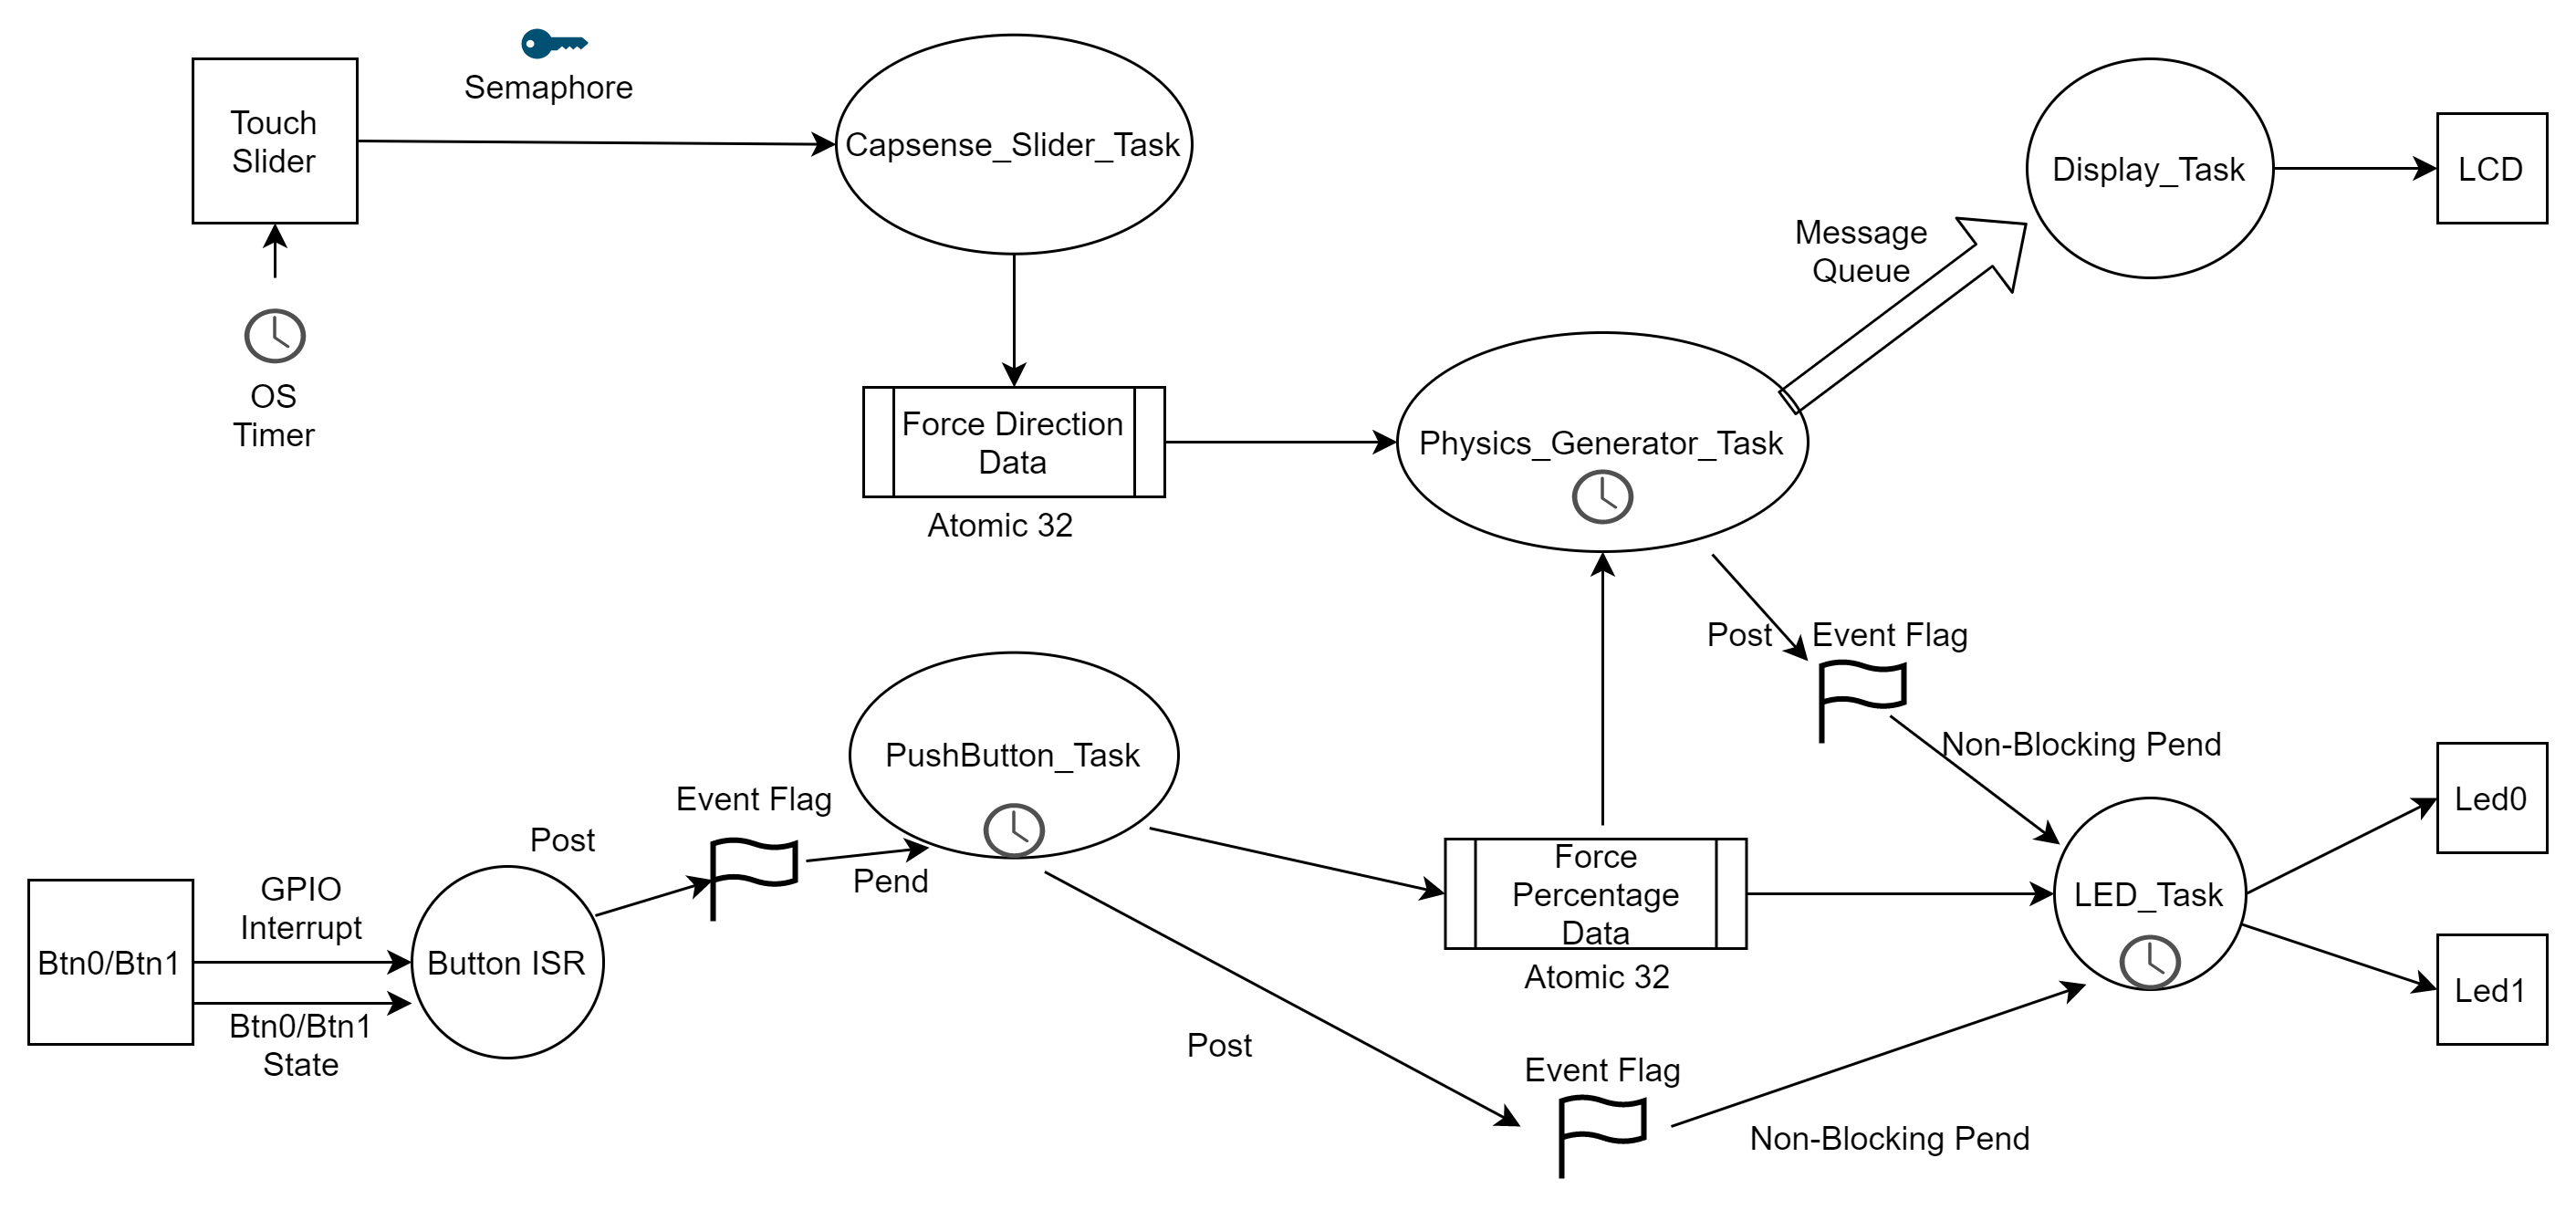 Semaphore
Touch
Slider
Capsense_Slider_Task
Display_Task
LCD
Message
Queue
OS
Timer
Force Direction
Data
Atomic 32
Physics_Generator_Task
Post
Event Flag
Non-Blocking Pend
PushButton_Task
Event Flag
Post
Pend
GPIO
Interrupt
Btn0/Btn1
Button ISR
Btn0/Btn1
State
Force
Percentage
Data
Atomic 32
LED_Task
Led0
Led1
Post
Event Flag
Non-Blocking Pend